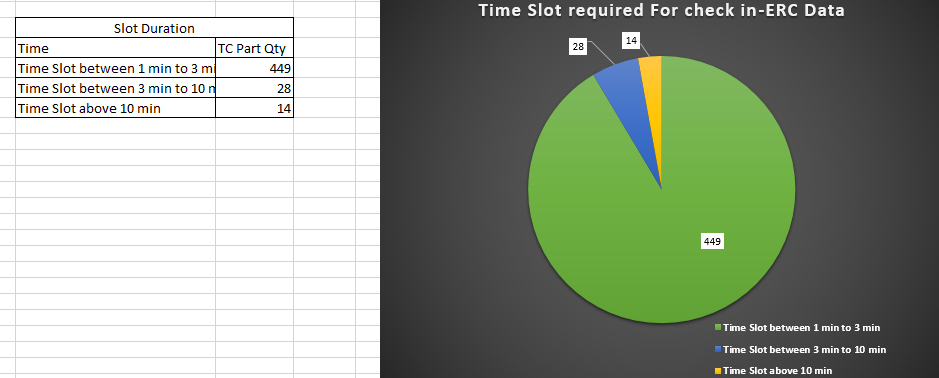 Slot Duration
Time TC Part Qty
Time Slot between 1 min to 3 mi 449
Time Slot between 3 min to 10 m 28
Time Slot above 10 min 14
Time Slot required For check in-ERC Data
28
14
449
Time Slot between 1 min to 3 min
Time Slot between 3 min to 10 min
Time Slot above 10 min